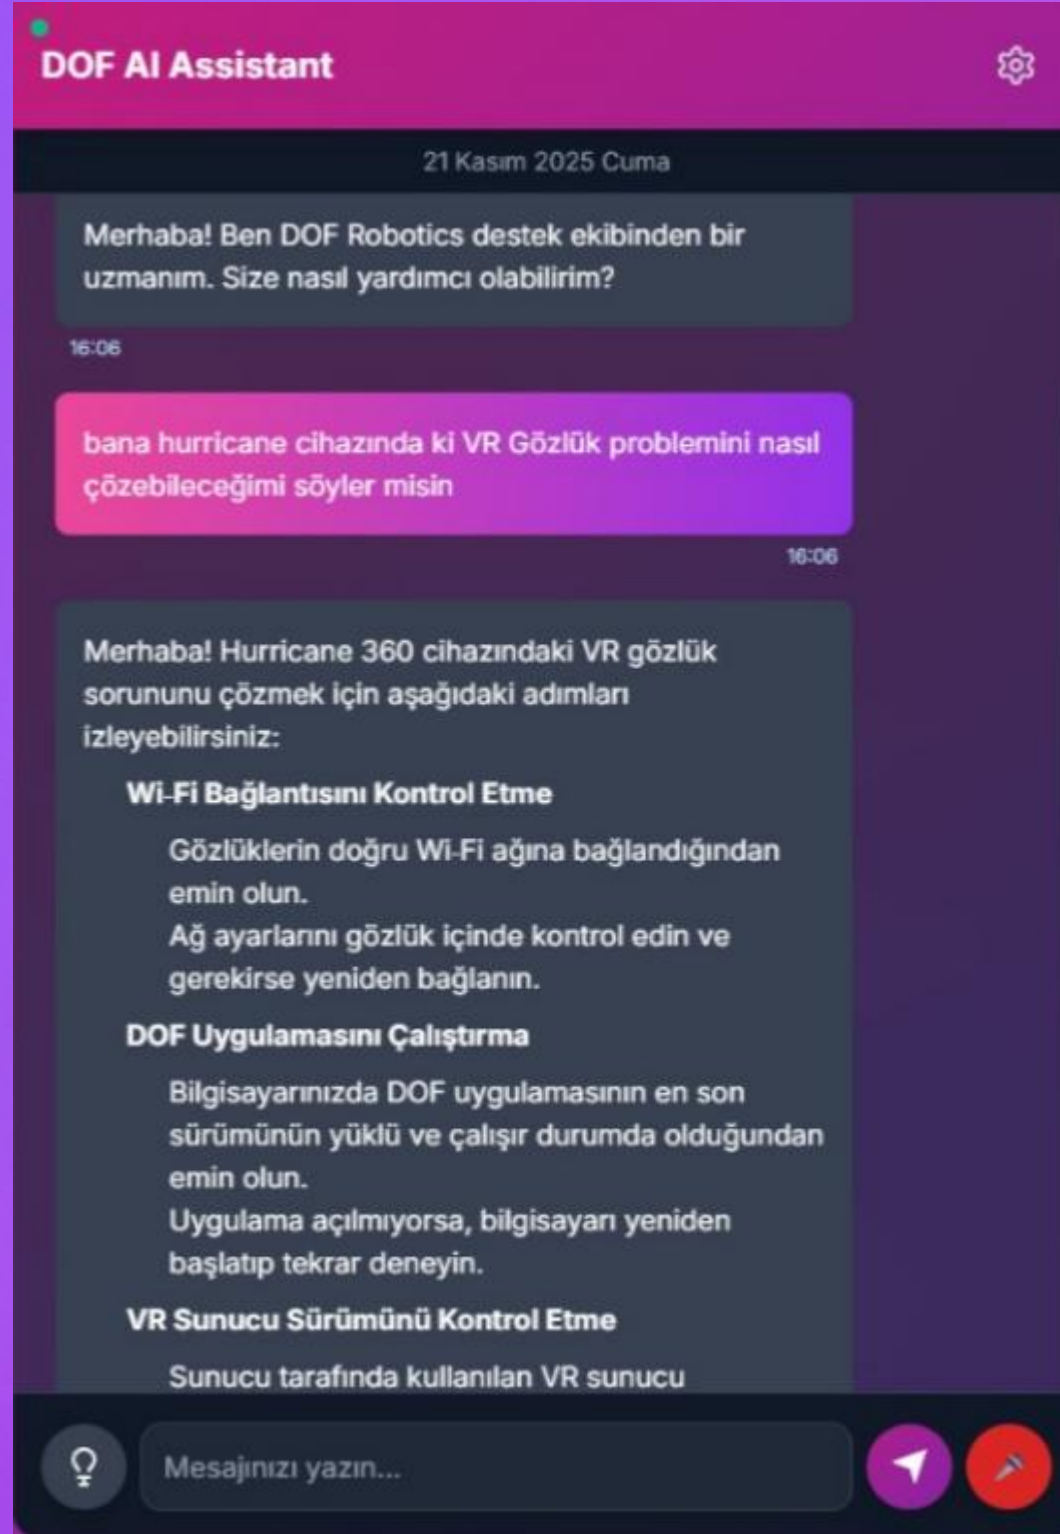 DOF AI Assistant
21 Kasım 2025 Cuma
Merhaba! Ben DOF Robotics destek ekibinden bir
uzmanım. Size nasıl yardımcı olabilirim?
16:06
bana hurricane cihazında ki VR Gözlük problemini nasıl
çözebileceğimi söyler misin
16:06
Merhaba! Hurricane 360 cihazındaki VR gözlük
sorununu çözmek için aşağıdaki adımları
izleyebilirsiniz:
Wi-Fi Bağlantısını Kontrol Etme
Gözlüklerin doğru Wi-Fi ağına bağlandığından
emin olun.
Ağ ayarlarını gözlük içinde kontrol edin ve
gerekirse yeniden bağlanın.
DOF Uygulamasını Çalıştırma
Bilgisayarınızda DOF uygulamasının en son
sürümünün yüklü ve çalışır durumda olduğundan
emin olun.
Uygulama açılmıyorsa, bilgisayarı yeniden
başlatıp tekrar deneyin.
VR Sunucu Sürümünü Kontrol Etme
Sunucu tarafında kullanılan VR sunucu
Mesajınızı yazın...